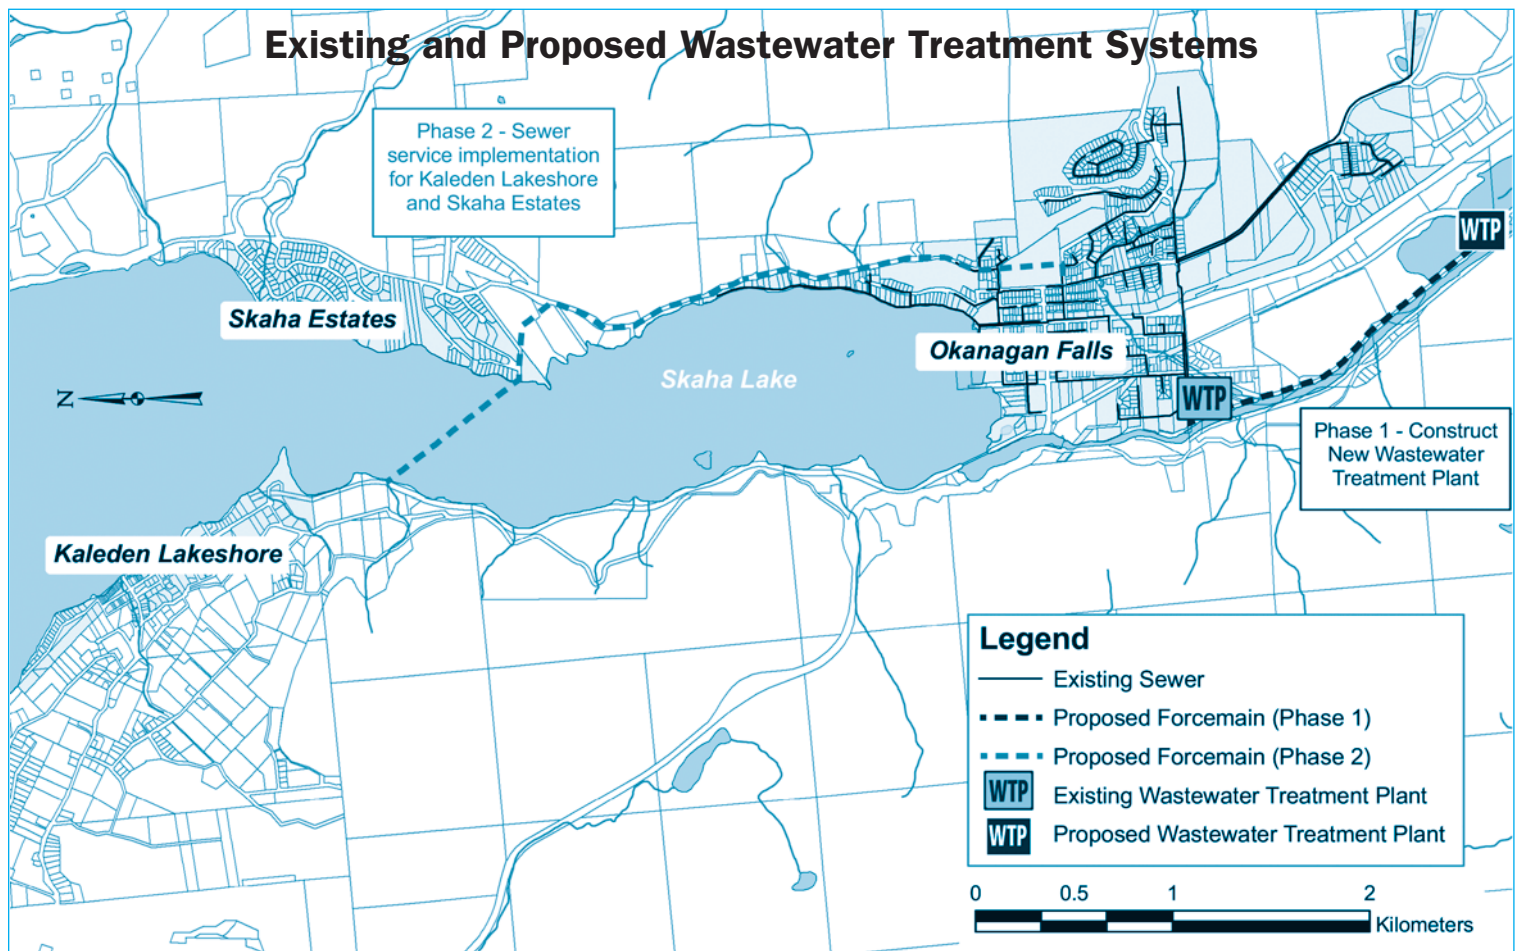 Existing and Proposed Wastewater Treatment Systems
Phase 2 - Sewer
service implementation
for Kaleden Lakeshore
and Skaha Estates
WTP
Skaha Estates
Okanagan Falls
Skaha Lake
N
WTP
Phase 1 - Construct
New Wastewater
Treatment Plant
Kaleden Lakeshore
Legend
Existing Sewer
Proposed Forcemain (Phase 1)
Proposed Forcemain (Phase 2)
WTP Existing Wastewater Treatment Plant
WTP Proposed Wastewater Treatment Plant
0 0.5 1 2
Kilometers